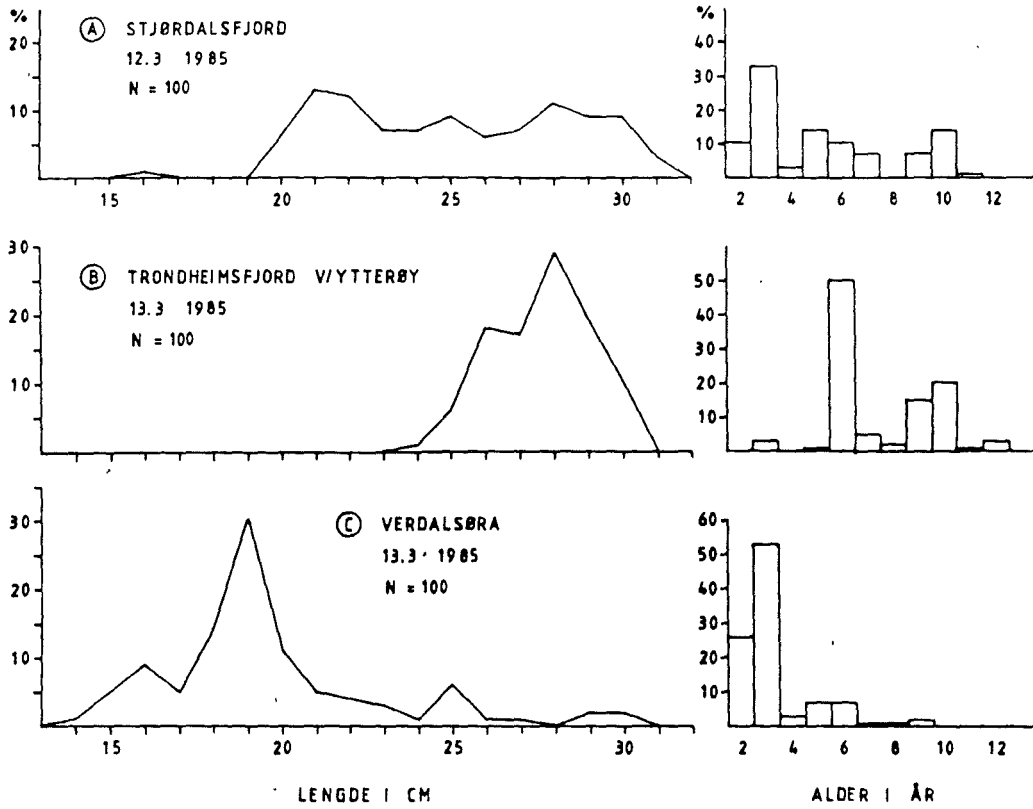 %
20
10
Ⓐ STJØRDALSFJORD
12.3 1985
N = 100
15 20 25 30
%
40
30
20
10
2 4 6 8 10 12
30
20
10
Ⓑ TRONDHEIMSFJORD V/YTTERØY
13.3 1985
N = 100
50
40
30
20
10
30
20
10
Ⓒ VERDALSØRA
13.3 1985
N = 100
15 20 25 30
LENGDE I CM
60
50
40
30
20
10
2 4 6 8 10 12
ALDER I ÅR